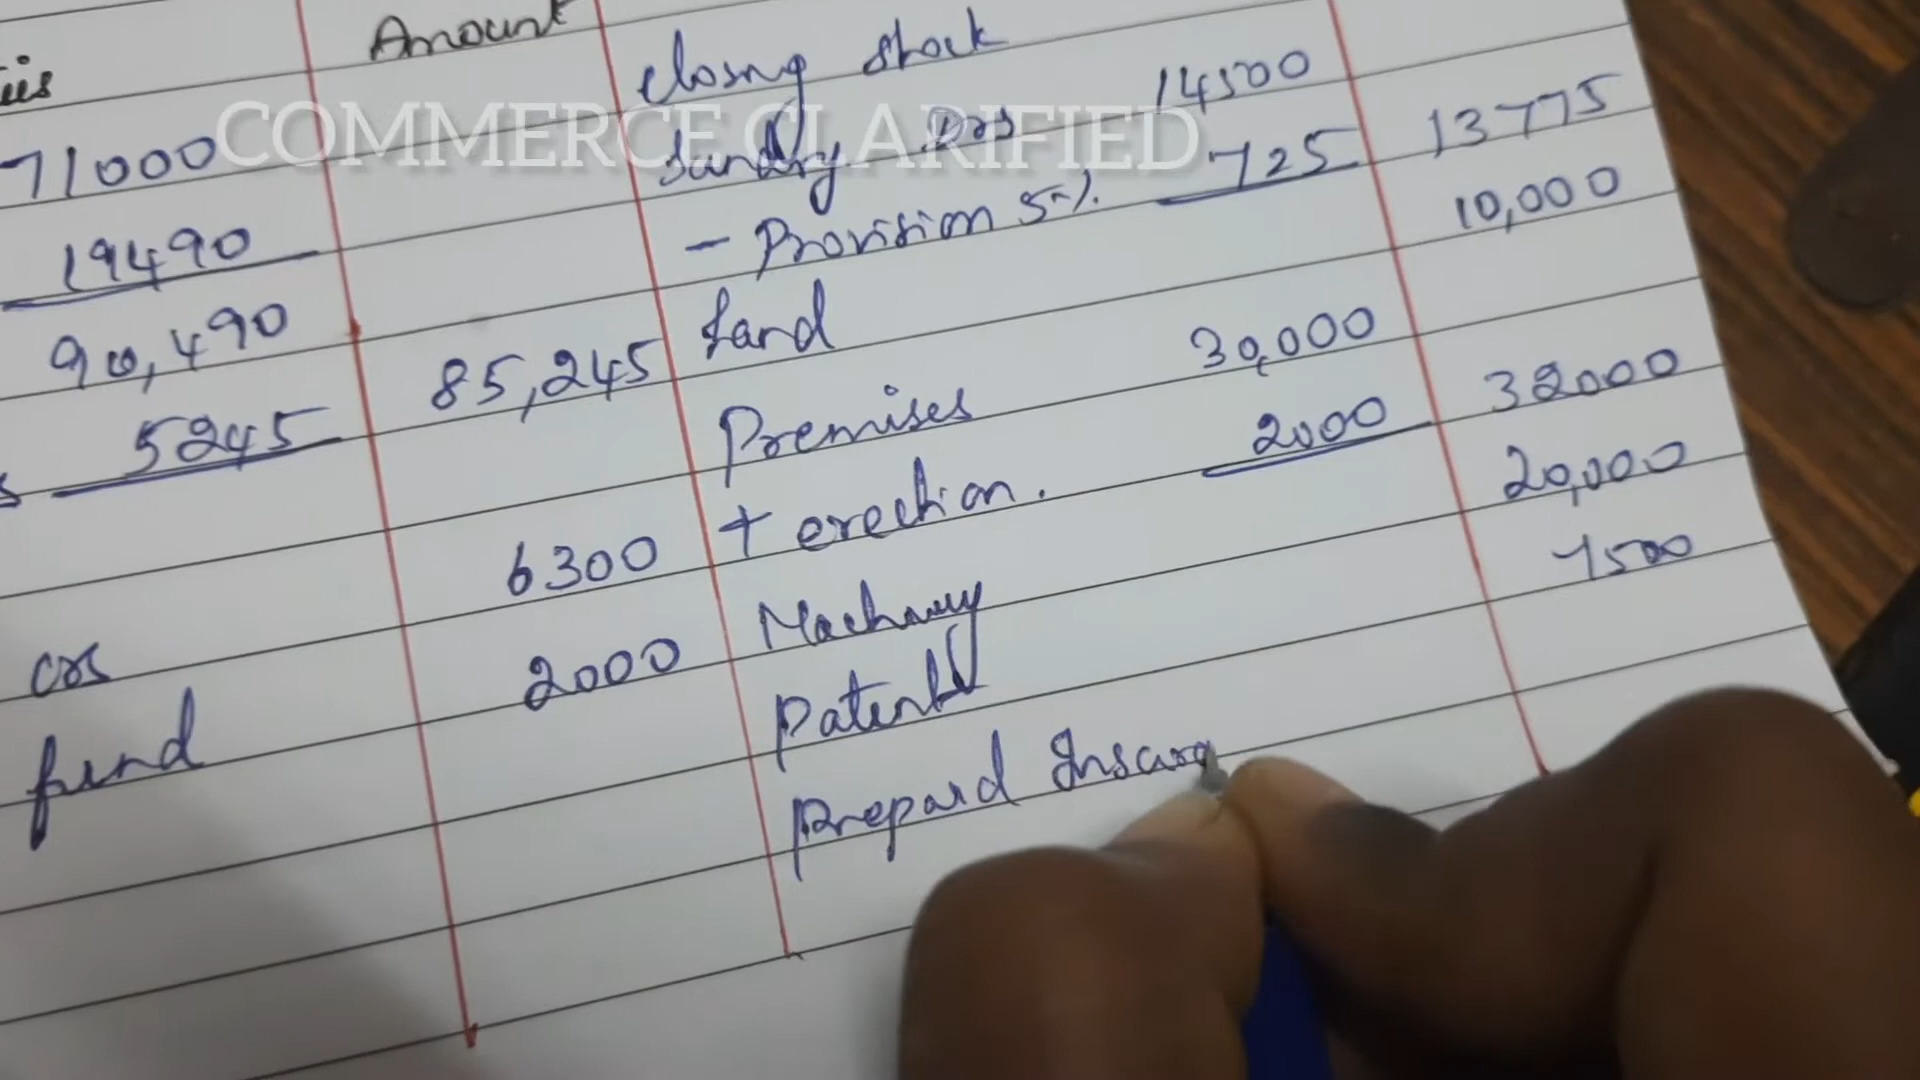 ies Amount
closing stock
COMMERCE CLARIFIED
71000 Sundry Drs 14500
19490 - Provision 5% 725 13775
90,490 Land 10,000
5245 85,245 Premises 30,000
s + erection. 2000 32000
6300 Machinery 20,000
crs 2000 Patent 7500
fund Prepaid Insura